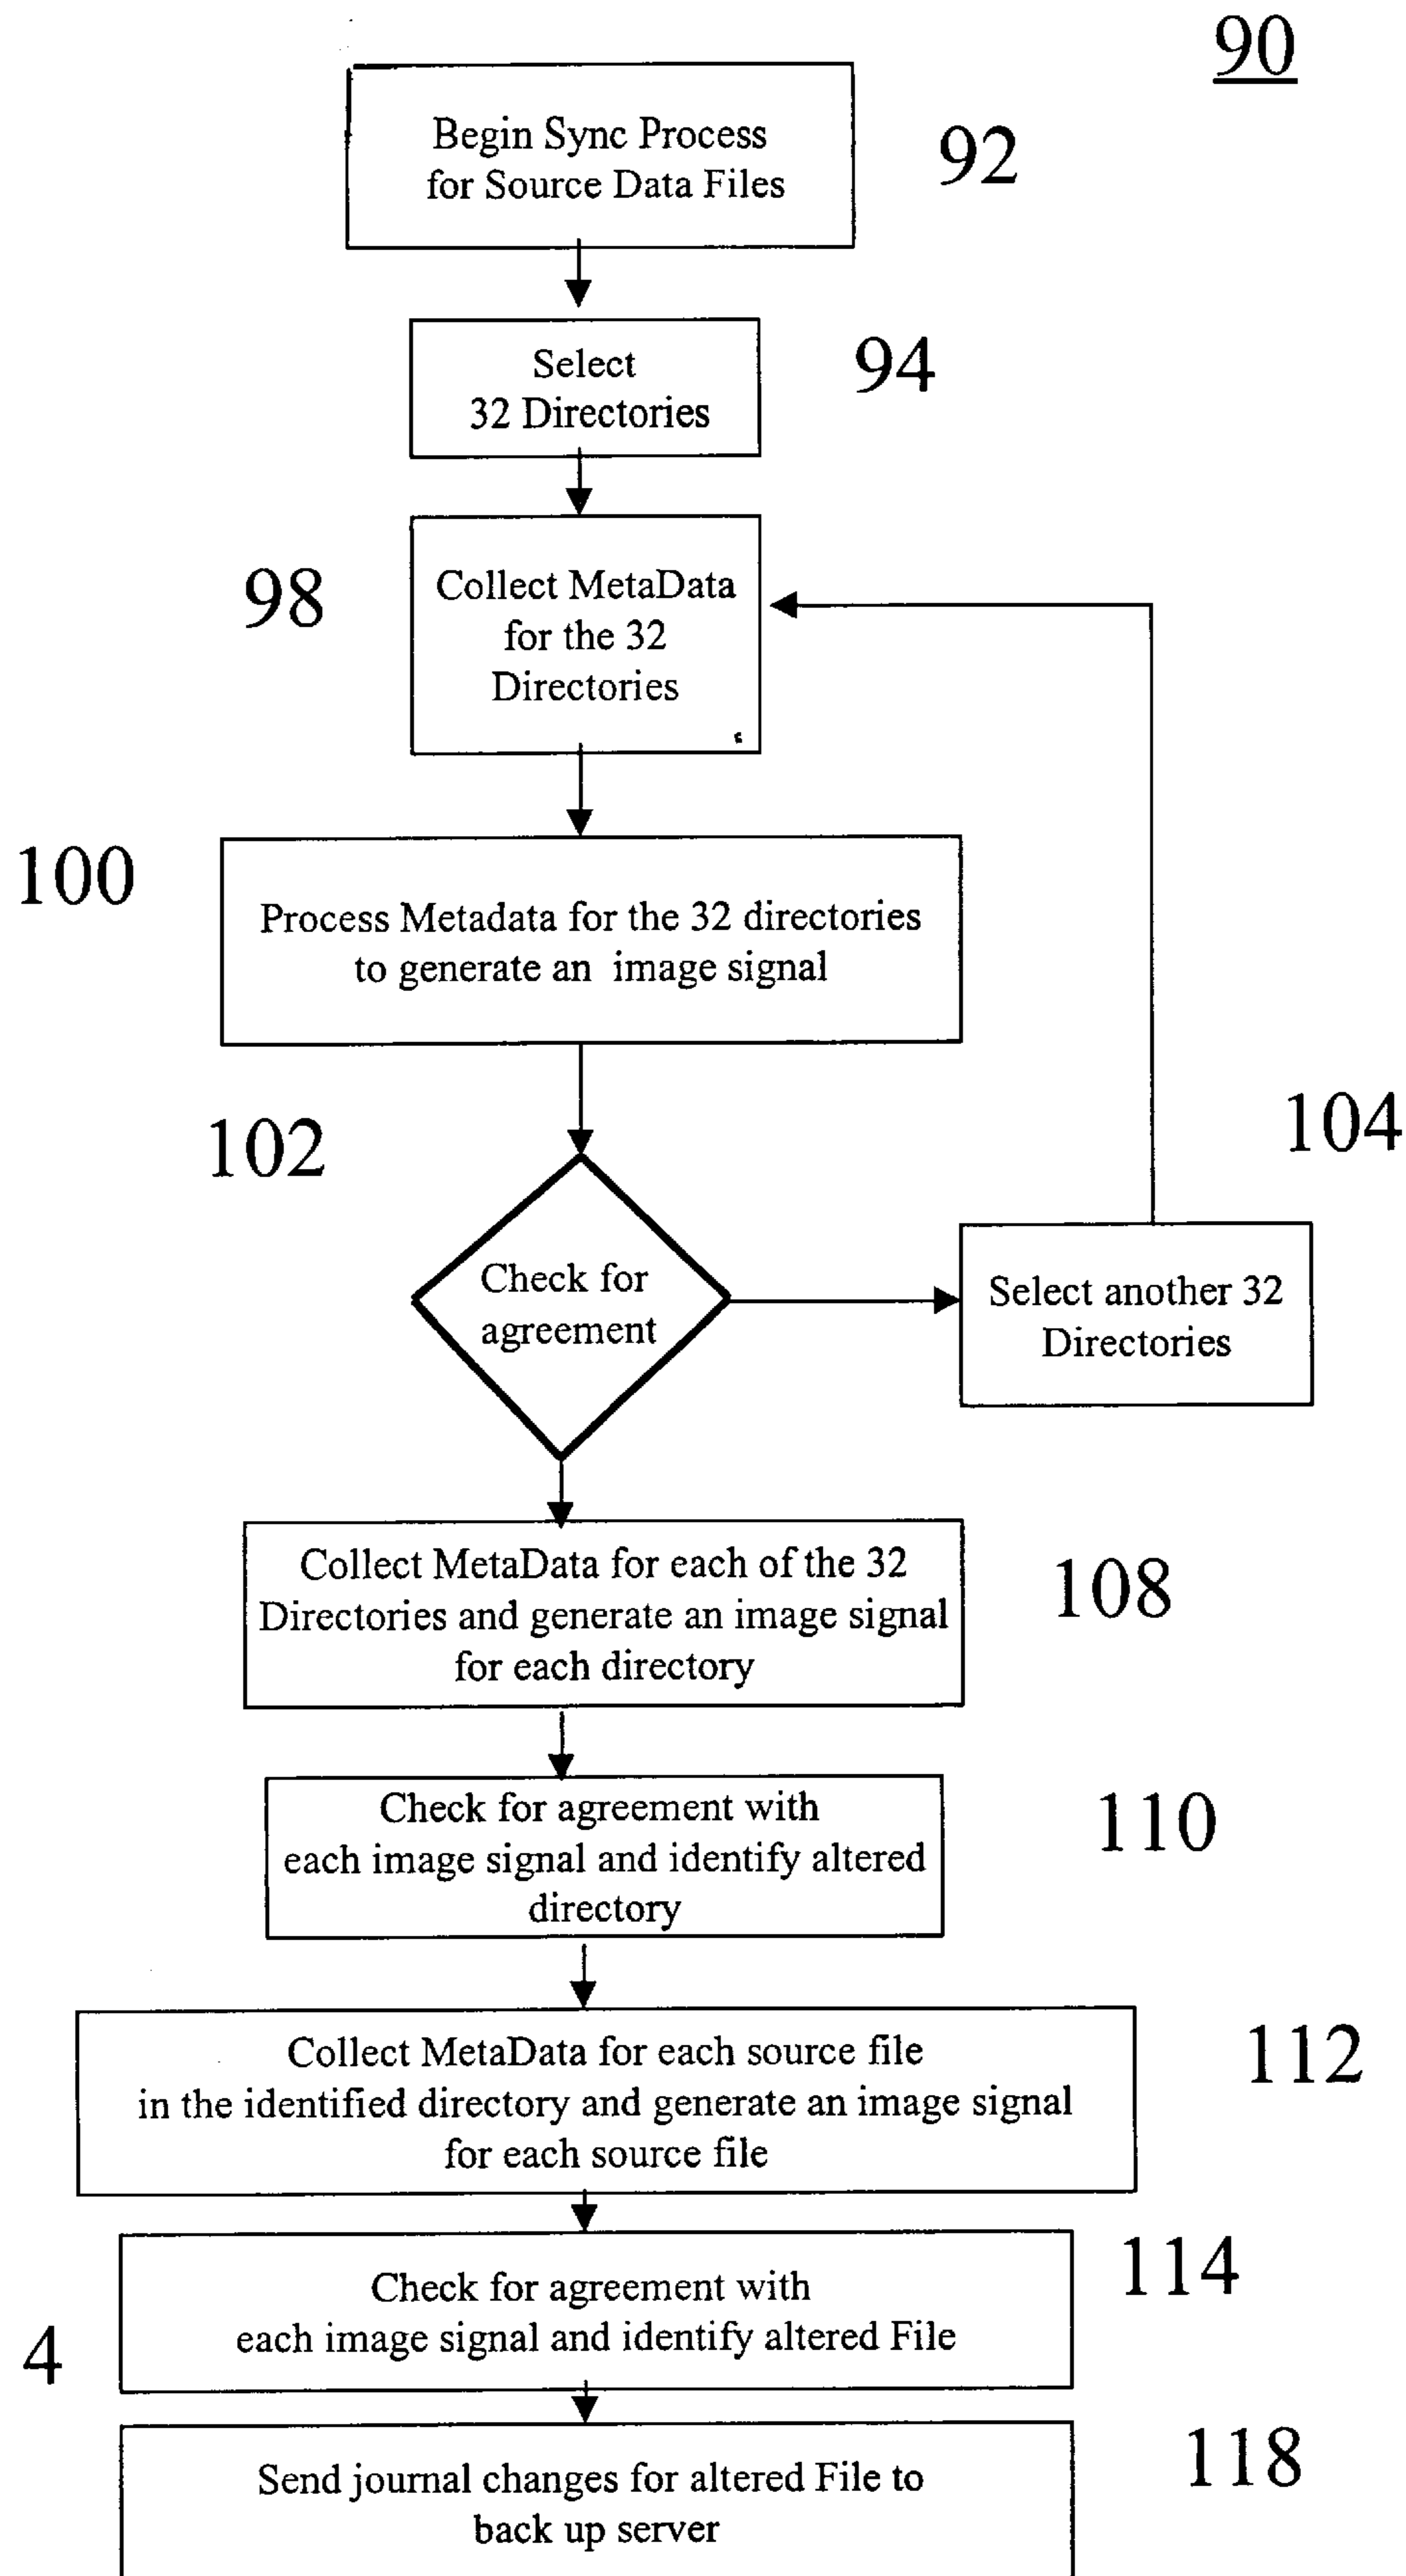 90
Begin Sync Process
for Source Data Files
92
Select
32 Directories
94
98
Collect MetaData
for the 32
Directories
100
Process Metadata for the 32 directories
to generate an image signal
102
Check for
agreement
104
Select another 32
Directories
Collect MetaData for each of the 32
Directories and generate an image signal
for each directory
108
Check for agreement with
each image signal and identify altered
directory
110
Collect MetaData for each source file
in the identified directory and generate an image signal
for each source file
112
Check for agreement with
each image signal and identify altered File
114
4
Send journal changes for altered File to
back up server
118